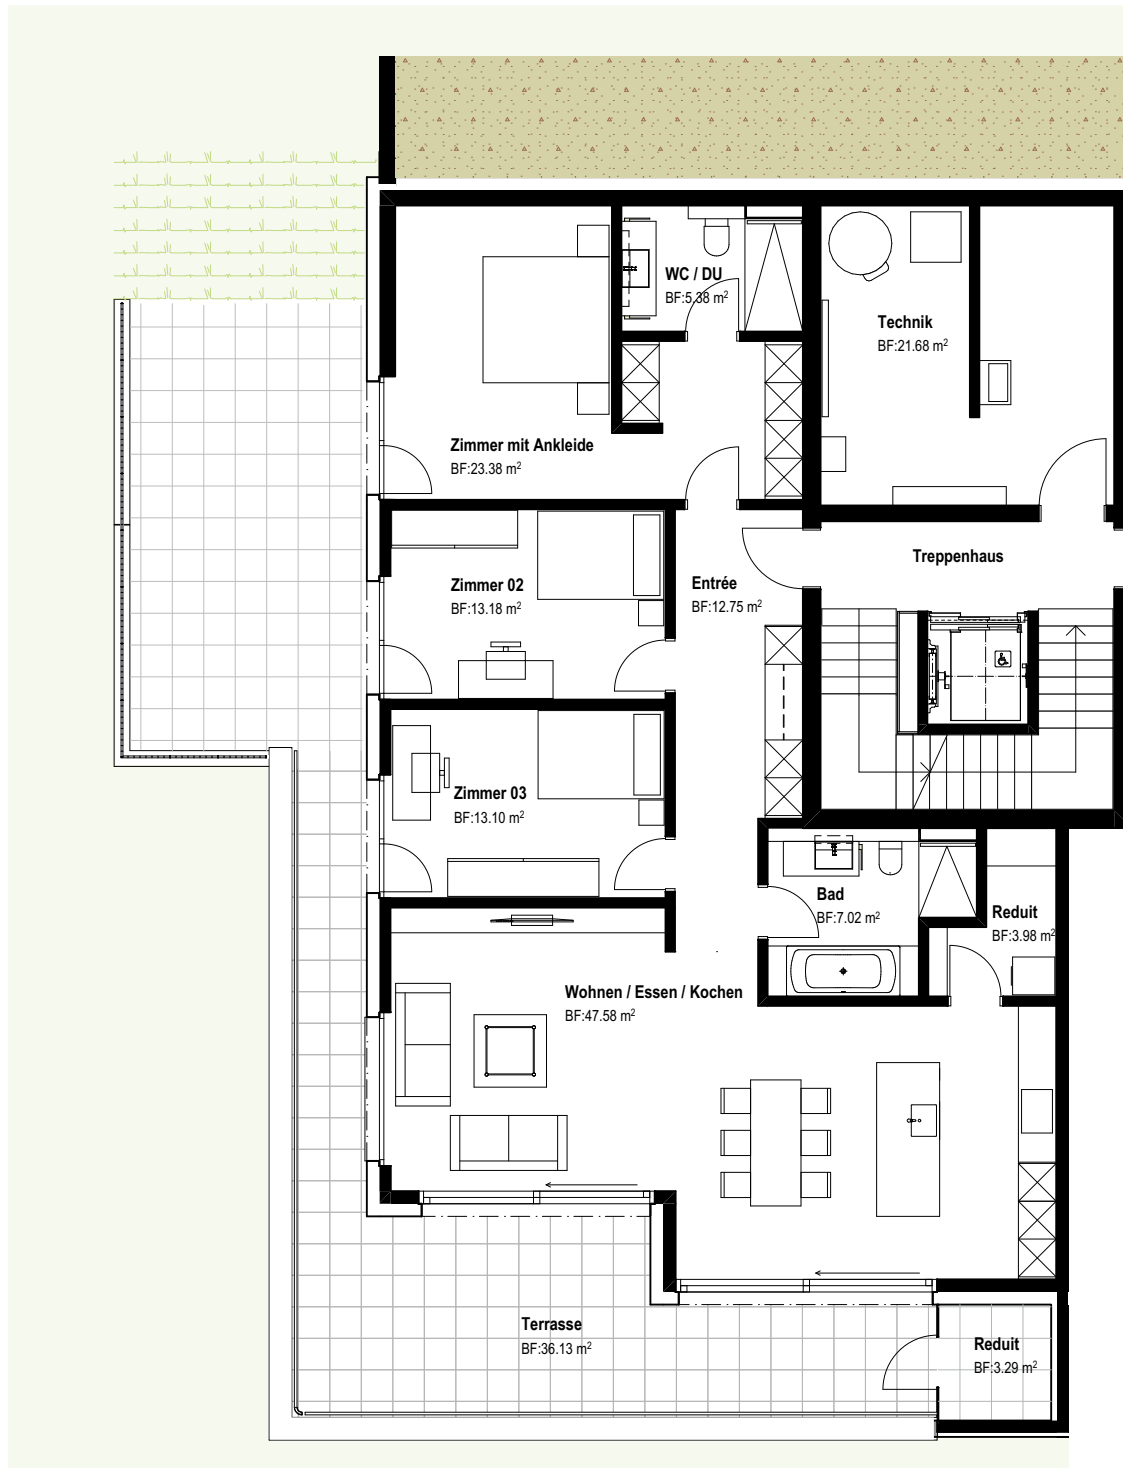 WC / DU
BF:5.38 m²
Technik
BF:21.68 m²
Zimmer mit Ankleide
BF:23.38 m²
Treppenhaus
Zimmer 02
BF:13.18 m²
Entrée
BF:12.75 m²
Zimmer 03
BF:13.10 m²
Bad
BF:7.02 m²
Reduit
BF:3.98 m²
Wohnen / Essen / Kochen
BF:47.58 m²
Terrasse
BF:36.13 m²
Reduit
BF:3.29 m²